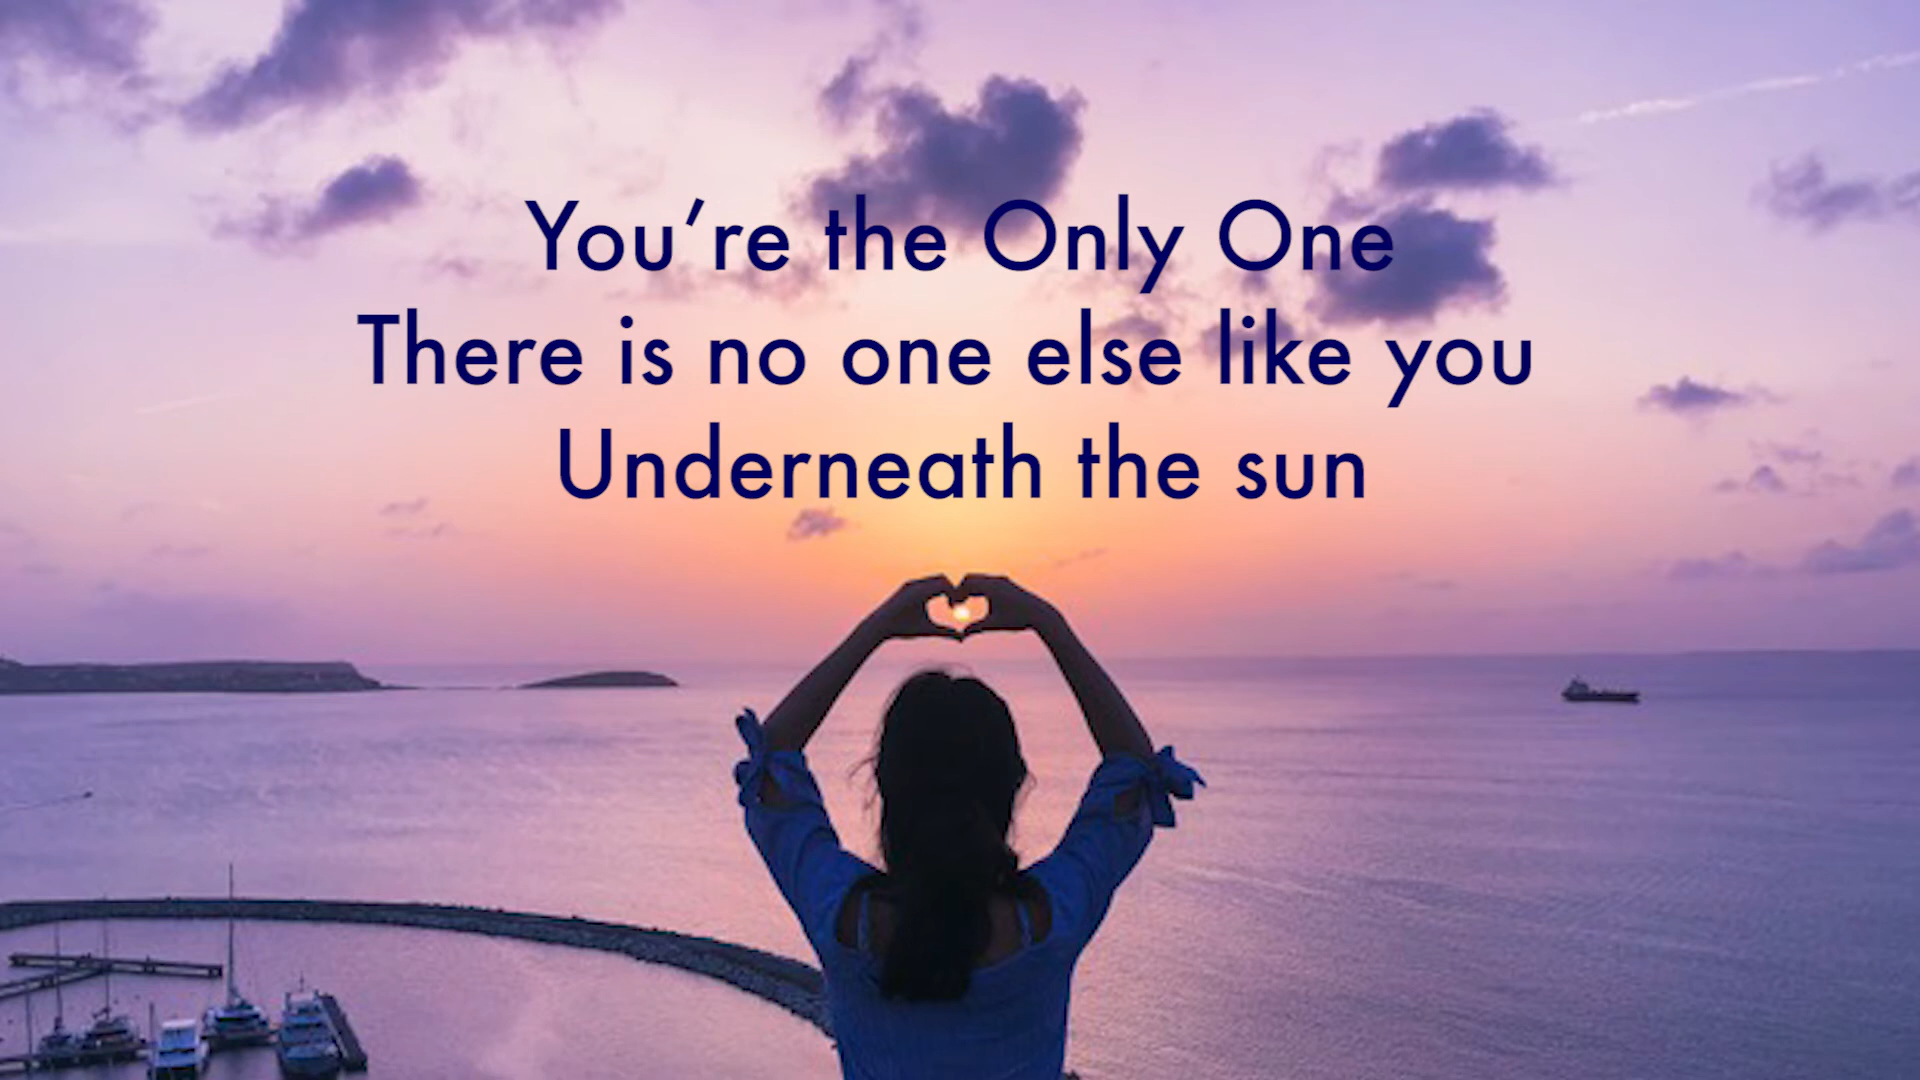 You’re the Only One
There is no one else like you
Underneath the sun